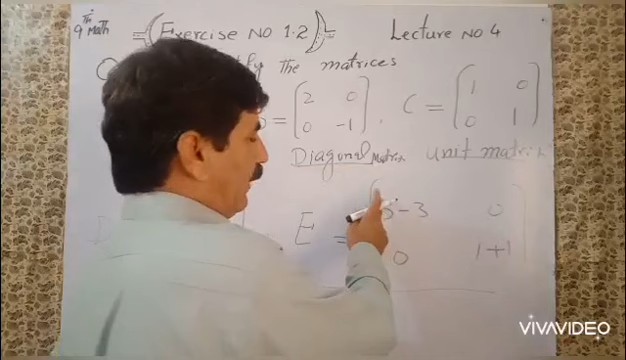 9th Math Exercise No 1.2 Lecture No 4
the matrices
= [2 0 0 -1], C = [1 0 0 1]
Diagonal Matrix unit matrix
E = [ -3 0 0 1+1 ]
VIVAVIDEO